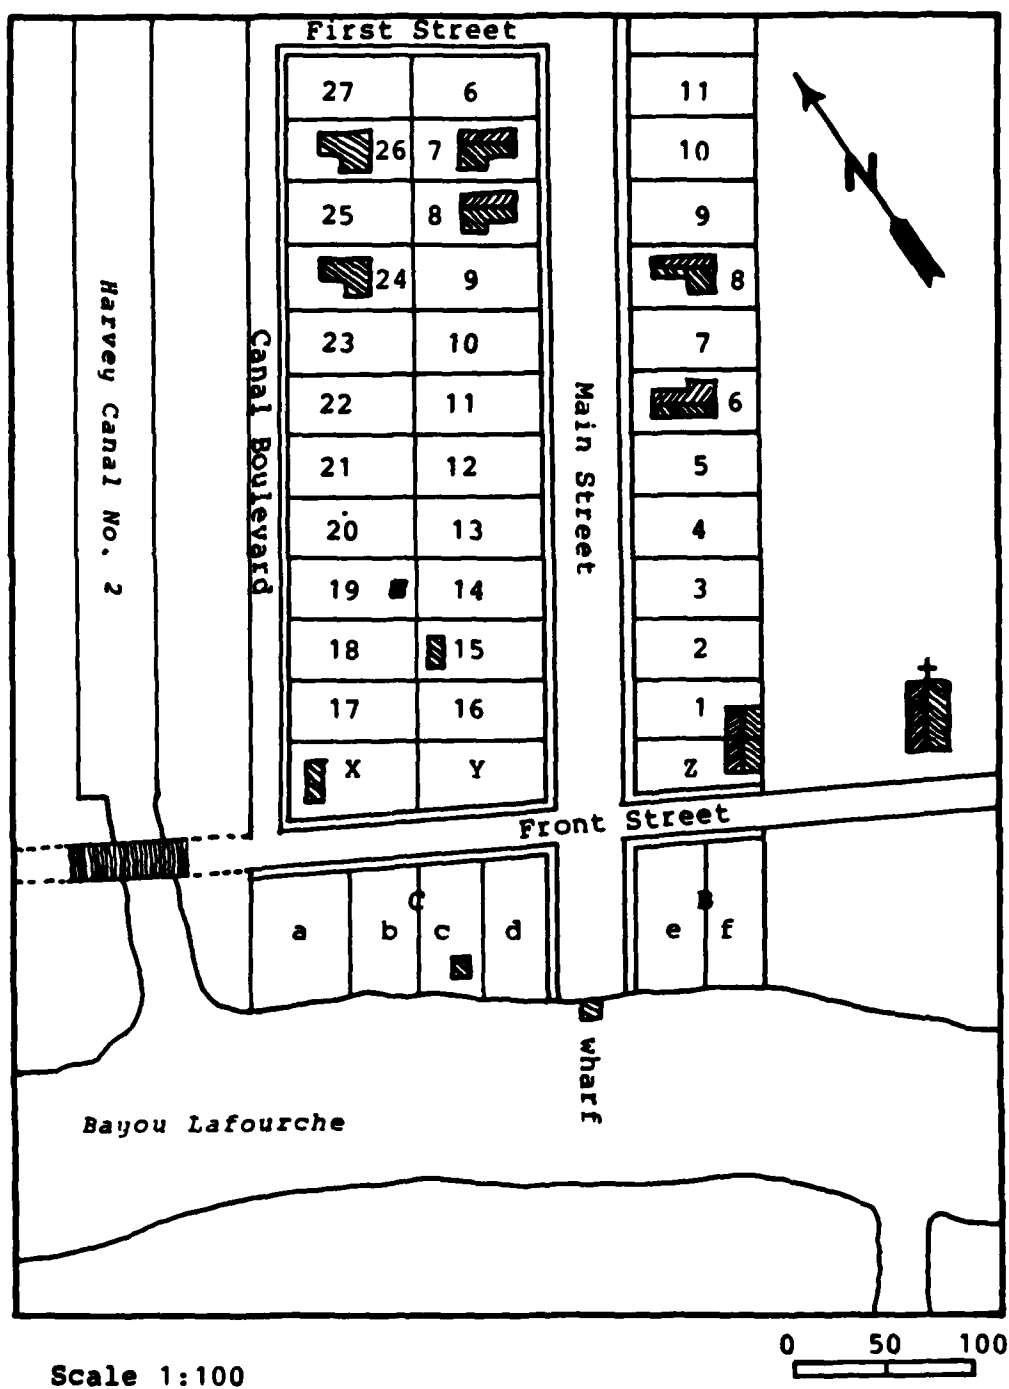 First Street
27 6 11
26 7 10
25 8 9
24 9 8
23 10 7
22 11 6
21 12 5
20 13 4
19 14 3
18 15 2
17 16 1
X Y Z
Harvey Canal No. 2
Canal Boulevard
Main Street
N
Front Street
C B
a b c d e f
wharf
Bayou Lafourche
0 50 100
Scale 1:100